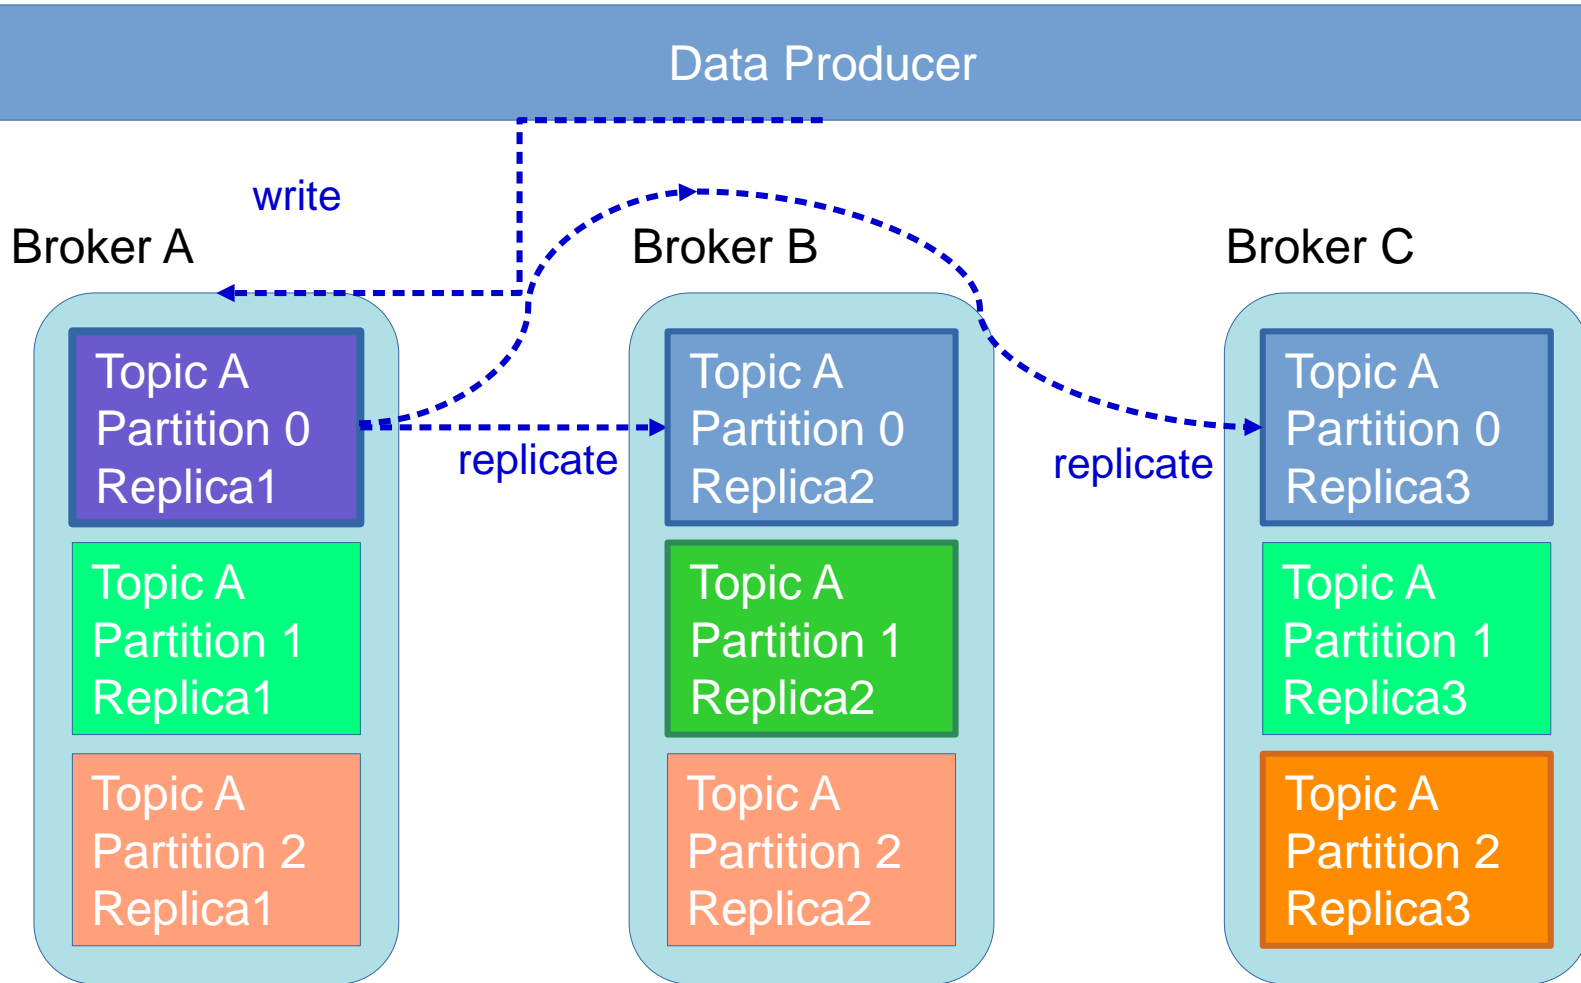 Data Producer
write
Broker A
Broker B
Broker C
Topic A
Partition 0
Replica1
replicate
Topic A
Partition 0
Replica2
replicate
Topic A
Partition 0
Replica3
Topic A
Partition 1
Replica1
Topic A
Partition 1
Replica2
Topic A
Partition 1
Replica3
Topic A
Partition 2
Replica1
Topic A
Partition 2
Replica2
Topic A
Partition 2
Replica3